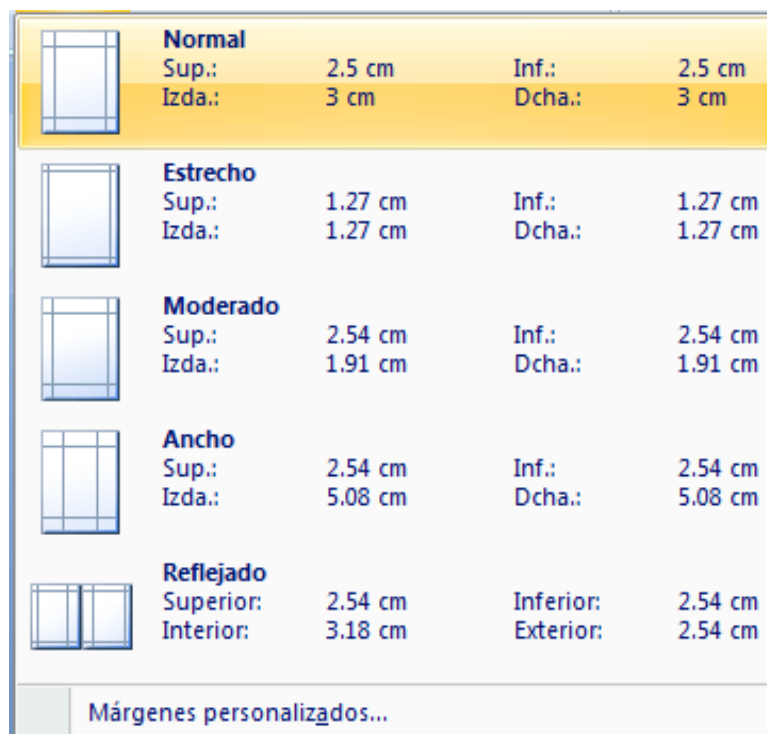 Normal
Sup.: 2.5 cm Inf.: 2.5 cm
Izda.: 3 cm Dcha.: 3 cm
Estrecho
Sup.: 1.27 cm Inf.: 1.27 cm
Izda.: 1.27 cm Dcha.: 1.27 cm
Moderado
Sup.: 2.54 cm Inf.: 2.54 cm
Izda.: 1.91 cm Dcha.: 1.91 cm
Ancho
Sup.: 2.54 cm Inf.: 2.54 cm
Izda.: 5.08 cm Dcha.: 5.08 cm
Reflejado
Superior: 2.54 cm Inferior: 2.54 cm
Interior: 3.18 cm Exterior: 2.54 cm
Márgenes personalizados...